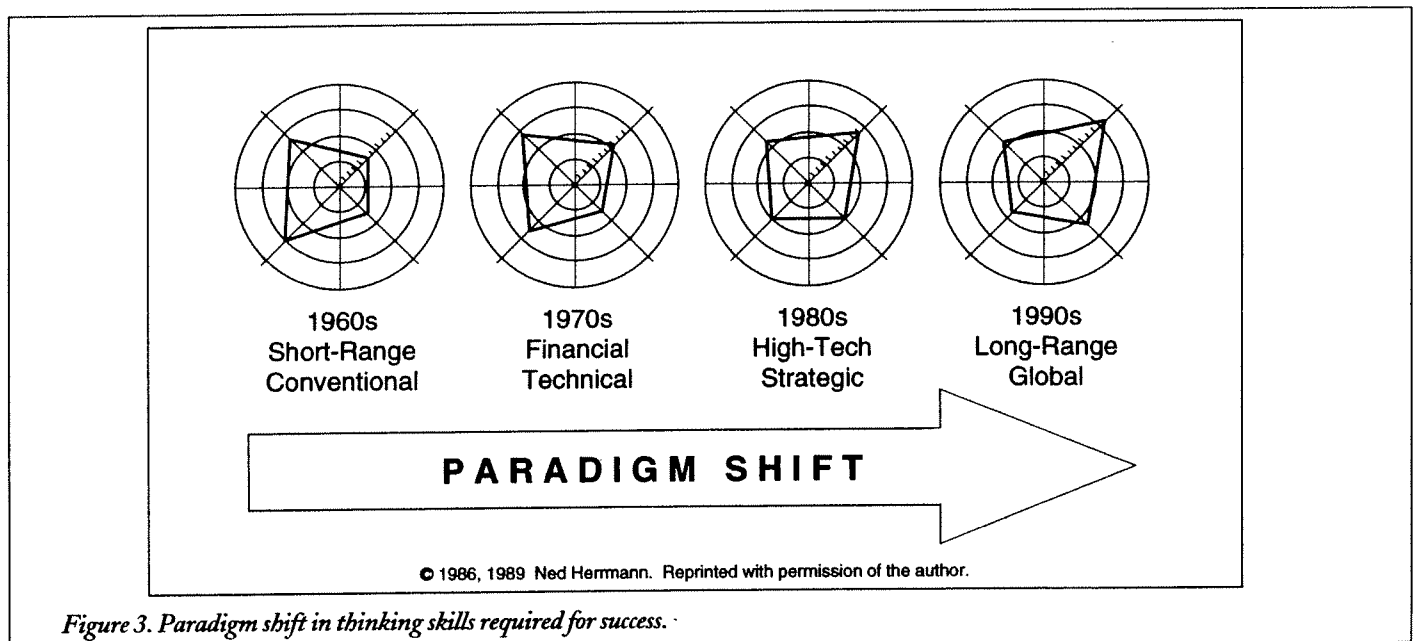 1960s
Short-Range
Conventional
1970s
Financial
Technical
1980s
High-Tech
Strategic
1990s
Long-Range
Global
PARADIGM SHIFT
© 1986, 1989 Ned Herrmann. Reprinted with permission of the author.
Figure 3. Paradigm shift in thinking skills required for success.